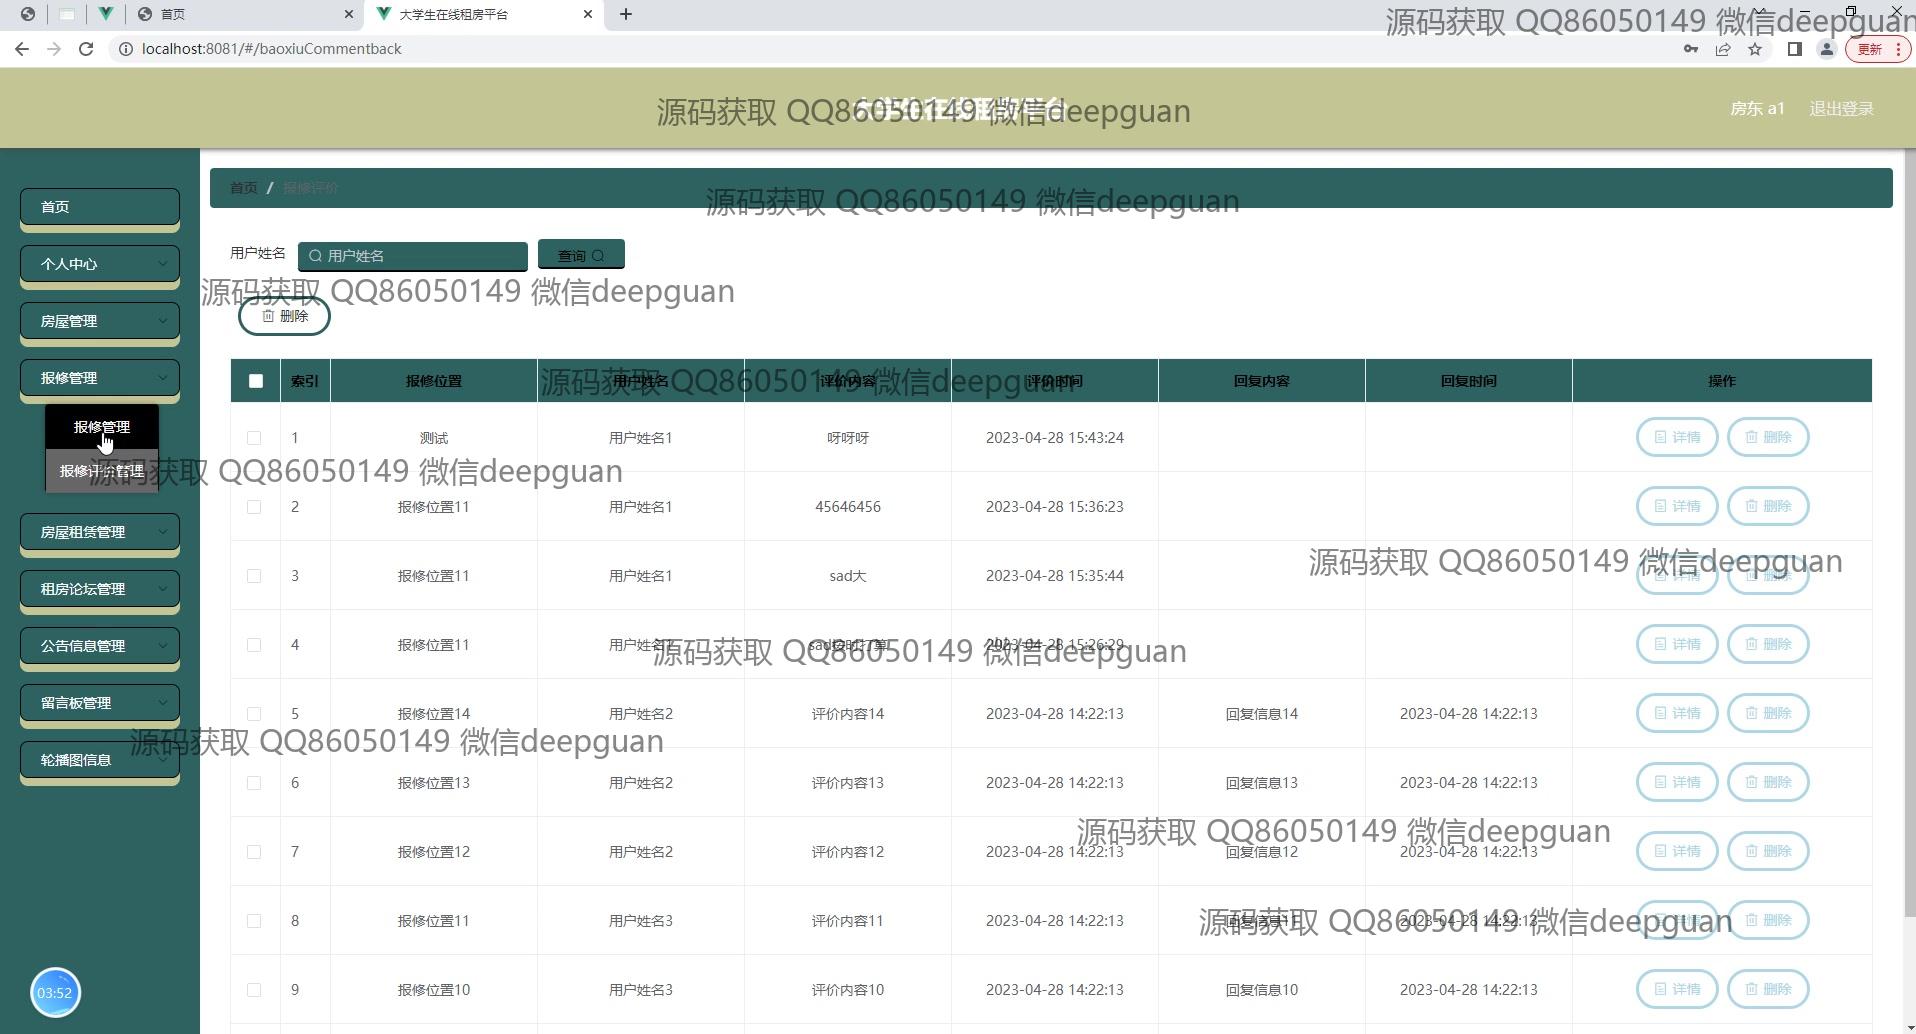 首页
大学生在线租房平台
localhost:8081/#/baoxiuCommentback
更新
源码获取 QQ86050149 微信deepguan
源码获取 QQ86050149 微信deepguan
房东 a1 退出登录
首页 / 报修评价
源码获取 QQ86050149 微信deepguan
用户姓名 用户姓名 查询
源码获取 QQ86050149 微信deepguan
删除
首页
个人中心
房屋管理
报修管理
报修管理
报修评价管理
源码获取 QQ86050149 微信deepguan
房屋租赁管理
租房论坛管理
公告信息管理
留言板管理
轮播图信息
源码获取 QQ86050149 微信deepguan
03:52
索引 报修位置 用户姓名 评价内容 评价时间 回复内容 回复时间 操作
源码获取 QQ86050149 微信deepguan
1 测试 用户姓名1 呀呀呀 2023-04-28 15:43:24 详情 删除
2 报修位置11 用户姓名1 45646456 2023-04-28 15:36:23 详情 删除
3 报修位置11 用户姓名1 sad大 2023-04-28 15:35:44 详情 删除
源码获取 QQ86050149 微信deepguan
4 报修位置11 用户姓名1 2023-04-28 15:26:29 详情 删除
源码获取 QQ86050149 微信deepguan
5 报修位置14 用户姓名2 评价内容14 2023-04-28 14:22:13 回复信息14 2023-04-28 14:22:13 详情 删除
6 报修位置13 用户姓名2 评价内容13 2023-04-28 14:22:13 回复信息13 2023-04-28 14:22:13 详情 删除
7 报修位置12 用户姓名2 评价内容12 2023-04-28 14:22:13 回复信息12 2023-04-28 14:22:13 详情 删除
源码获取 QQ86050149 微信deepguan
8 报修位置11 用户姓名3 评价内容11 2023-04-28 14:22:13 回复信息11 2023-04-28 14:22:13 详情 删除
源码获取 QQ86050149 微信deepguan
9 报修位置10 用户姓名3 评价内容10 2023-04-28 14:22:13 回复信息10 2023-04-28 14:22:13 详情 删除